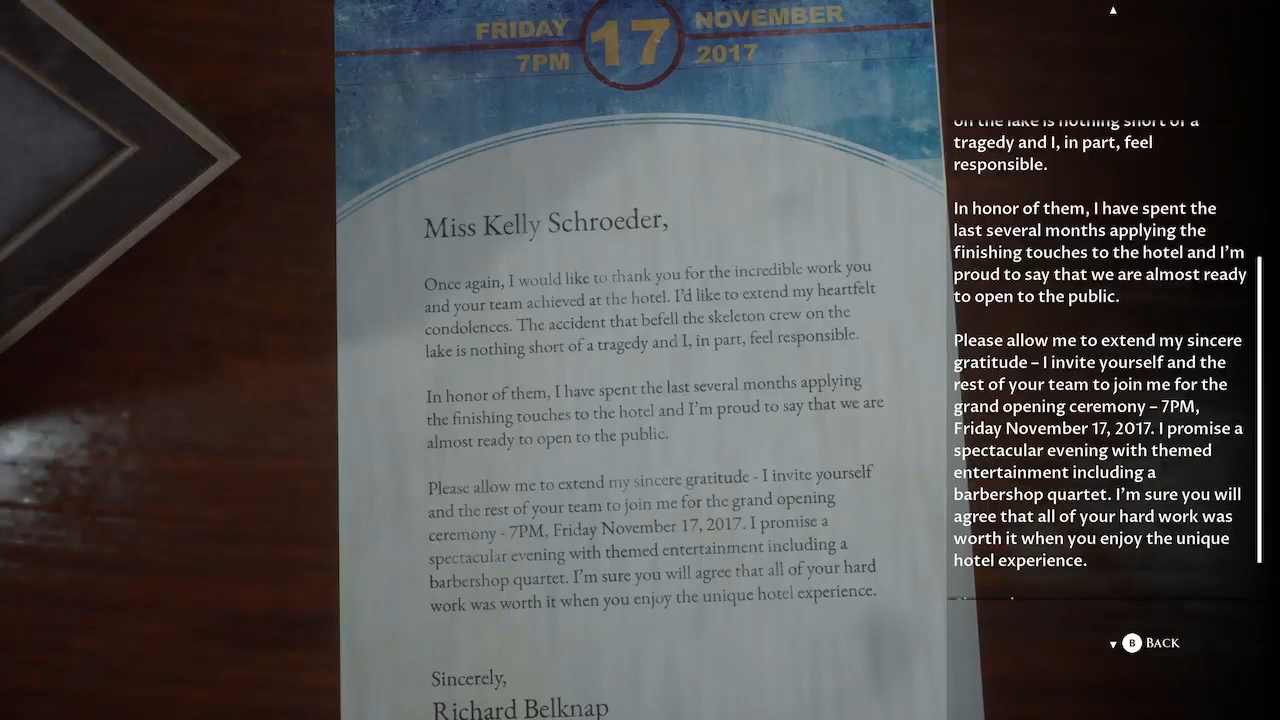 FRIDAY
7PM
17
NOVEMBER
2017
Miss Kelly Schroeder,
Once again, I would like to thank you for the incredible work you
and your team achieved at the hotel. I'd like to extend my heartfelt
condolences. The accident that befell the skeleton crew on the
lake is nothing short of a tragedy and I, in part, feel responsible.
In honor of them, I have spent the last several months applying
the finishing touches to the hotel and I'm proud to say that we are
almost ready to open to the public.
Please allow me to extend my sincere gratitude - I invite yourself
and the rest of your team to join me for the grand opening
ceremony - 7PM, Friday November 17, 2017. I promise a
spectacular evening with themed entertainment including a
barbershop quartet. I'm sure you will agree that all of your hard
work was worth it when you enjoy the unique hotel experience.
Sincerely,
Richard Belknap
on the lake is nothing short of a
tragedy and I, in part, feel
responsible.
In honor of them, I have spent the
last several months applying the
finishing touches to the hotel and I'm
proud to say that we are almost ready
to open to the public.
Please allow me to extend my sincere
gratitude – I invite yourself and the
rest of your team to join me for the
grand opening ceremony – 7PM,
Friday November 17, 2017. I promise a
spectacular evening with themed
entertainment including a
barbershop quartet. I'm sure you will
agree that all of your hard work was
worth it when you enjoy the unique
hotel experience.
B BACK